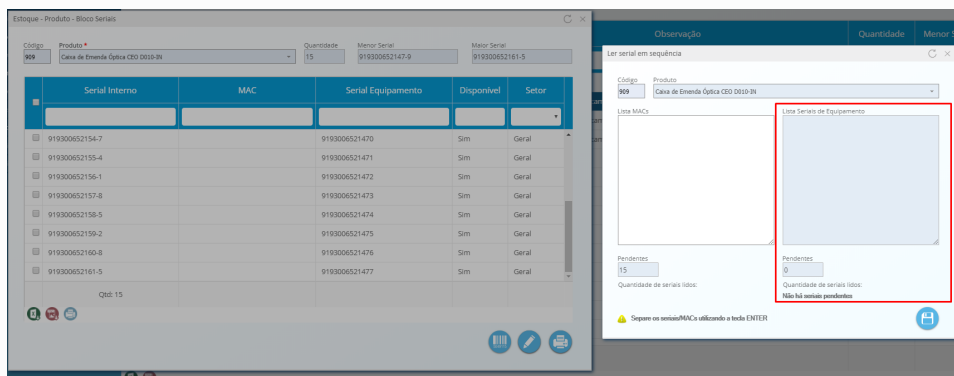 Estoque - Produto - Bloco Seriais
Código Produto * Quantidade Menor Serial Maior Serial
909 Caixa de Emenda Óptica CEO D010-IN 15 919300652147-9 919300652161-5
Serial Interno MAC Serial Equipamento Disponível Setor
919300652154-7 9193006521470 Sim Geral
919300652155-4 9193006521471 Sim Geral
919300652156-1 9193006521472 Sim Geral
919300652157-8 9193006521473 Sim Geral
919300652158-5 9193006521474 Sim Geral
919300652159-2 9193006521475 Sim Geral
919300652160-8 9193006521476 Sim Geral
919300652161-5 9193006521477 Sim Geral
Qtd: 15
Observação Quantidade Menor S
Ler serial em sequência
Código Produto
909 Caixa de Emenda Óptica CEO D010-IN
Lista MACs Lista Seriais de Equipamento
Pendentes Pendentes
15 0
Quantidade de seriais lidos: Quantidade de seriais lidos:
Não há seriais pendentes
Separe os seriais/MACs utilizando a tecla ENTER